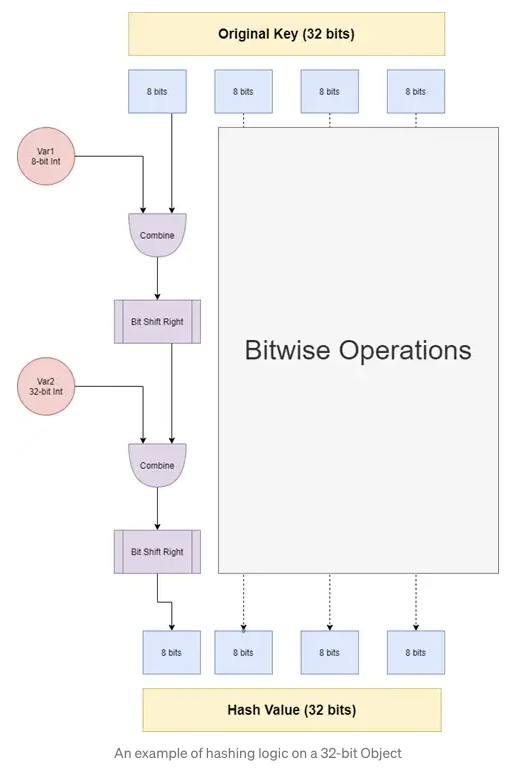 Original Key (32 bits)
8 bits
8 bits
8 bits
8 bits
Var1
8-bit Int
Combine
Bit Shift Right
Bitwise Operations
Var2
32-bit Int
Combine
Bit Shift Right
8 bits
8 bits
8 bits
8 bits
Hash Value (32 bits)
An example of hashing logic on a 32-bit Object